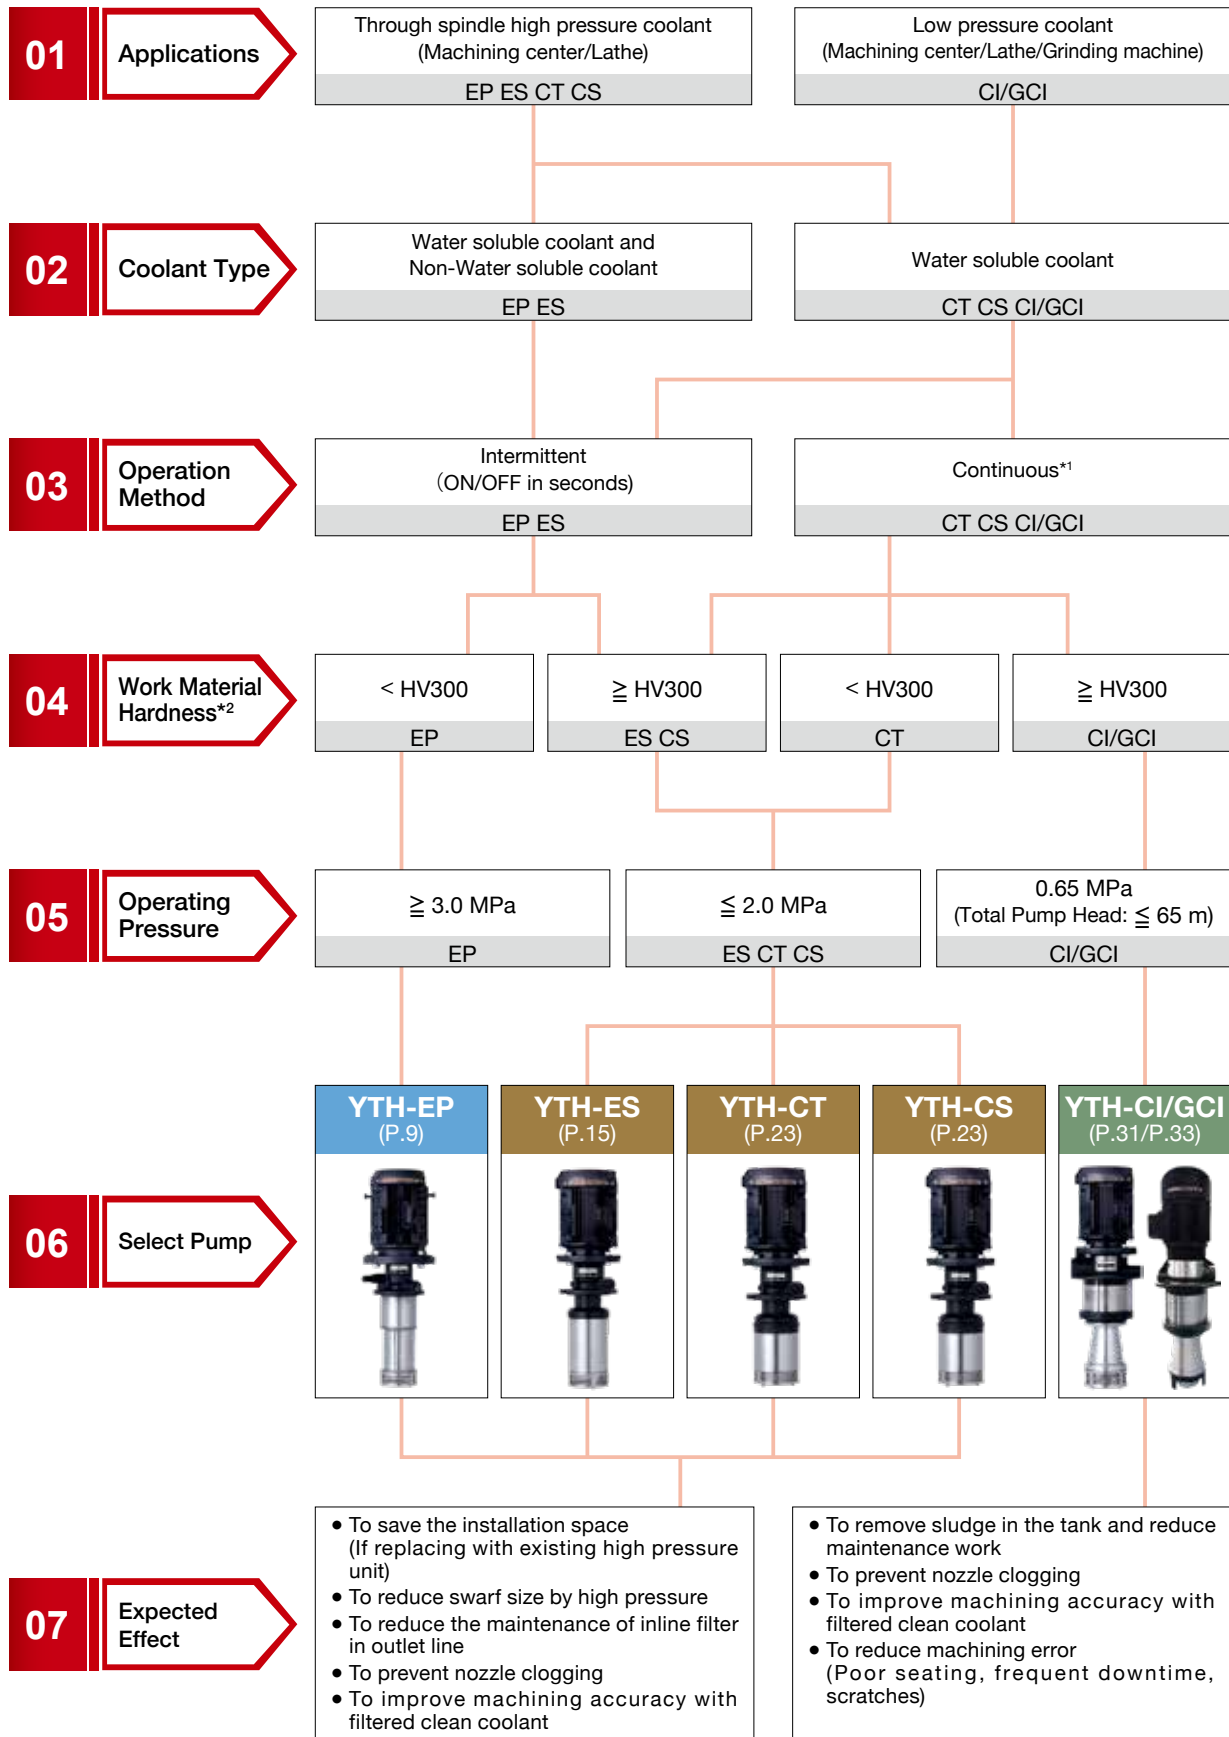 01
Applications
Through spindle high pressure coolant
(Machining center/Lathe)
EP ES CT CS
Low pressure coolant
(Machining center/Lathe/Grinding machine)
CI/GCI
02
Coolant Type
Water soluble coolant and
Non-Water soluble coolant
EP ES
Water soluble coolant
CT CS CI/GCI
03
Operation
Method
Intermittent
(ON/OFF in seconds)
EP ES
Continuous*1
CT CS CI/GCI
04
Work Material
Hardness*2
< HV300
EP
≧ HV300
ES CS
< HV300
CT
≧ HV300
CI/GCI
05
Operating
Pressure
≧ 3.0 MPa
EP
≦ 2.0 MPa
ES CT CS
0.65 MPa
(Total Pump Head: ≦ 65 m)
CI/GCI
06
Select Pump
YTH-EP
(P.9)
YTH-ES
(P.15)
YTH-CT
(P.23)
YTH-CS
(P.23)
YTH-CI/GCI
(P.31/P.33)
07
Expected
Effect
● To save the installation space
(If replacing with existing high pressure
unit)
● To reduce swarf size by high pressure
● To reduce the maintenance of inline filter
in outlet line
● To prevent nozzle clogging
● To improve machining accuracy with
filtered clean coolant
● To remove sludge in the tank and reduce
maintenance work
● To prevent nozzle clogging
● To improve machining accuracy with
filtered clean coolant
● To reduce machining error
(Poor seating, frequent downtime,
scratches)